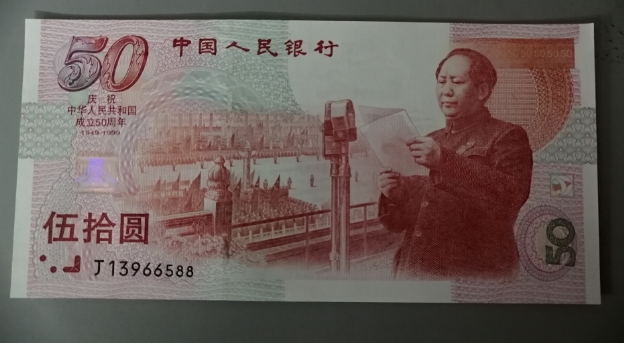 50
中国人民银行
庆祝
中华人民共和国
成立50周年
1949-1999
伍拾圆
J13966588
50